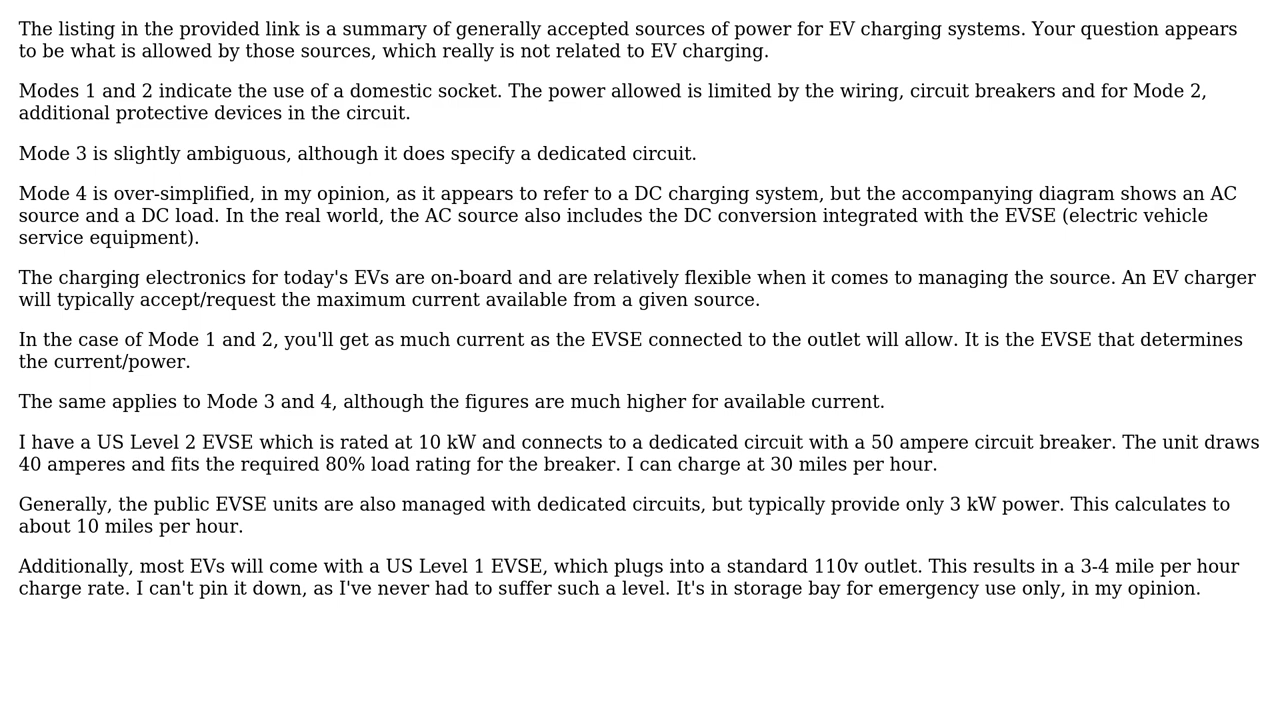 The listing in the provided link is a summary of generally accepted sources of power for EV charging systems. Your question appears
to be what is allowed by those sources, which really is not related to EV charging.
Modes 1 and 2 indicate the use of a domestic socket. The power allowed is limited by the wiring, circuit breakers and for Mode 2,
additional protective devices in the circuit.
Mode 3 is slightly ambiguous, although it does specify a dedicated circuit.
Mode 4 is over-simplified, in my opinion, as it appears to refer to a DC charging system, but the accompanying diagram shows an AC
source and a DC load. In the real world, the AC source also includes the DC conversion integrated with the EVSE (electric vehicle
service equipment).
The charging electronics for today's EVs are on-board and are relatively flexible when it comes to managing the source. An EV charger
will typically accept/request the maximum current available from a given source.
In the case of Mode 1 and 2, you'll get as much current as the EVSE connected to the outlet will allow. It is the EVSE that determines
the current/power.
The same applies to Mode 3 and 4, although the figures are much higher for available current.
I have a US Level 2 EVSE which is rated at 10 kW and connects to a dedicated circuit with a 50 ampere circuit breaker. The unit draws
40 amperes and fits the required 80% load rating for the breaker. I can charge at 30 miles per hour.
Generally, the public EVSE units are also managed with dedicated circuits, but typically provide only 3 kW power. This calculates to
about 10 miles per hour.
Additionally, most EVs will come with a US Level 1 EVSE, which plugs into a standard 110v outlet. This results in a 3-4 mile per hour
charge rate. I can't pin it down, as I've never had to suffer such a level. It's in storage bay for emergency use only, in my opinion.